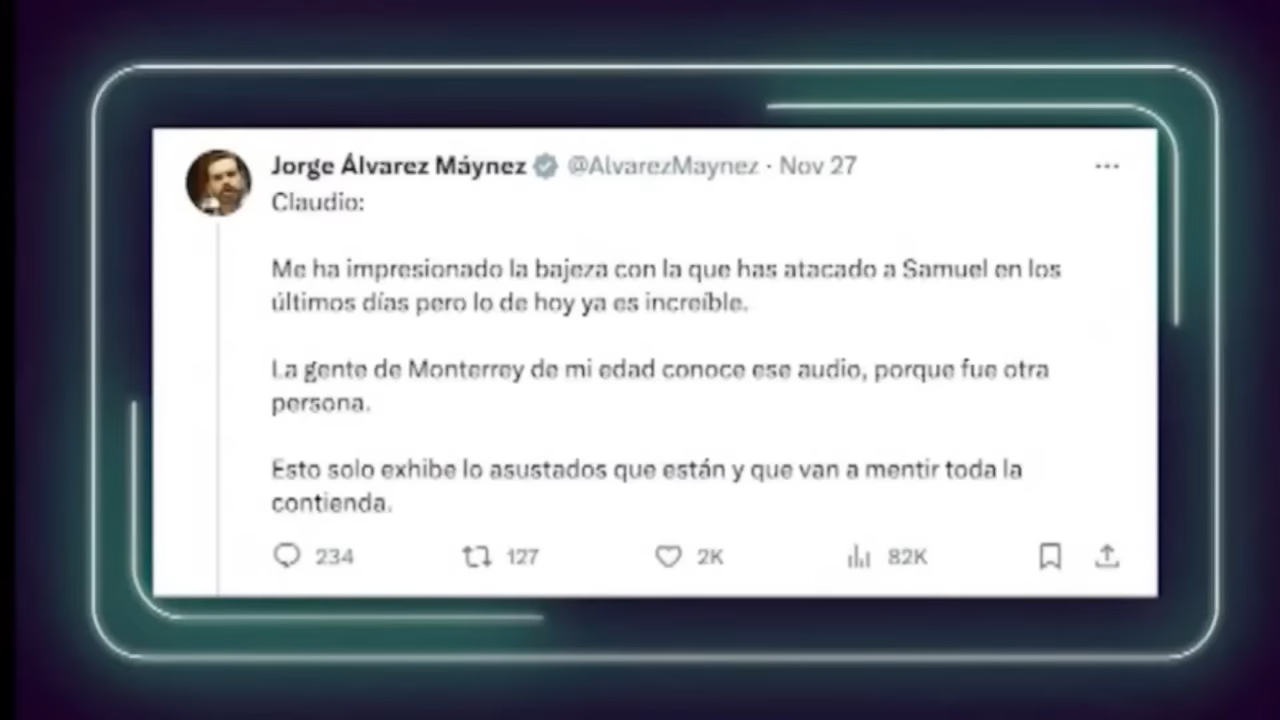 Jorge Álvarez Máynez @AlvarezMaynez · Nov 27
Claudio:
Me ha impresionado la bajeza con la que has atacado a Samuel en los
últimos días pero lo de hoy ya es increíble.
La gente de Monterrey de mi edad conoce ese audio, porque fue otra
persona.
Esto solo exhibe lo asustados que están y que van a mentir toda la
contienda.
234 127 2K 82K